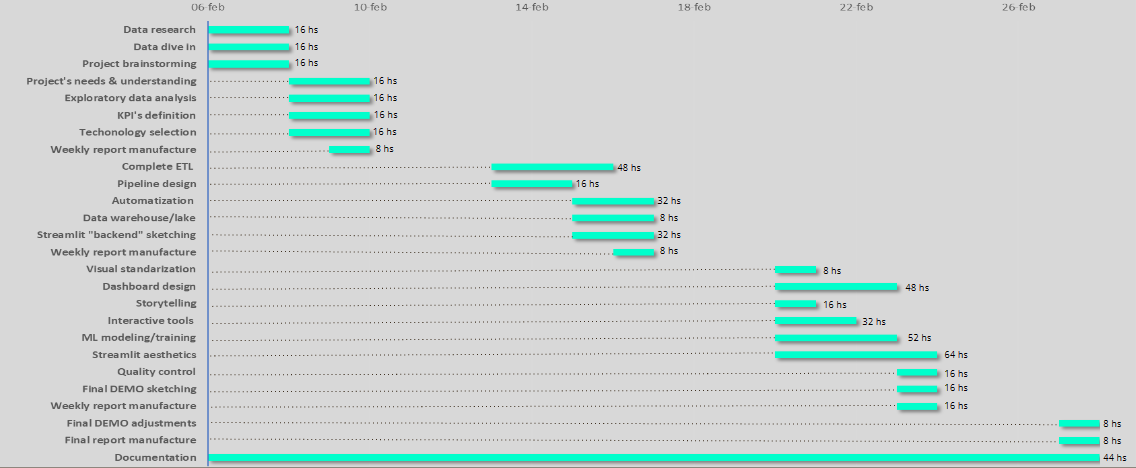 06-feb 10-feb 14-feb 18-feb 22-feb 26-feb
Data research 16 hs
Data dive in 16 hs
Project brainstorming 16 hs
Project's needs & understanding 16 hs
Exploratory data analysis 16 hs
KPI's definition 16 hs
Techonology selection 16 hs
Weekly report manufacture 8 hs
Complete ETL 48 hs
Pipeline design 16 hs
Automatization 32 hs
Data warehouse/lake 8 hs
Streamlit "backend" sketching 32 hs
Weekly report manufacture 8 hs
Visual standarization 8 hs
Dashboard design 48 hs
Storytelling 16 hs
Interactive tools 32 hs
ML modeling/training 52 hs
Streamlit aesthetics 64 hs
Quality control 16 hs
Final DEMO sketching 16 hs
Weekly report manufacture 16 hs
Final DEMO adjustments 8 hs
Final report manufacture 8 hs
Documentation 44 hs